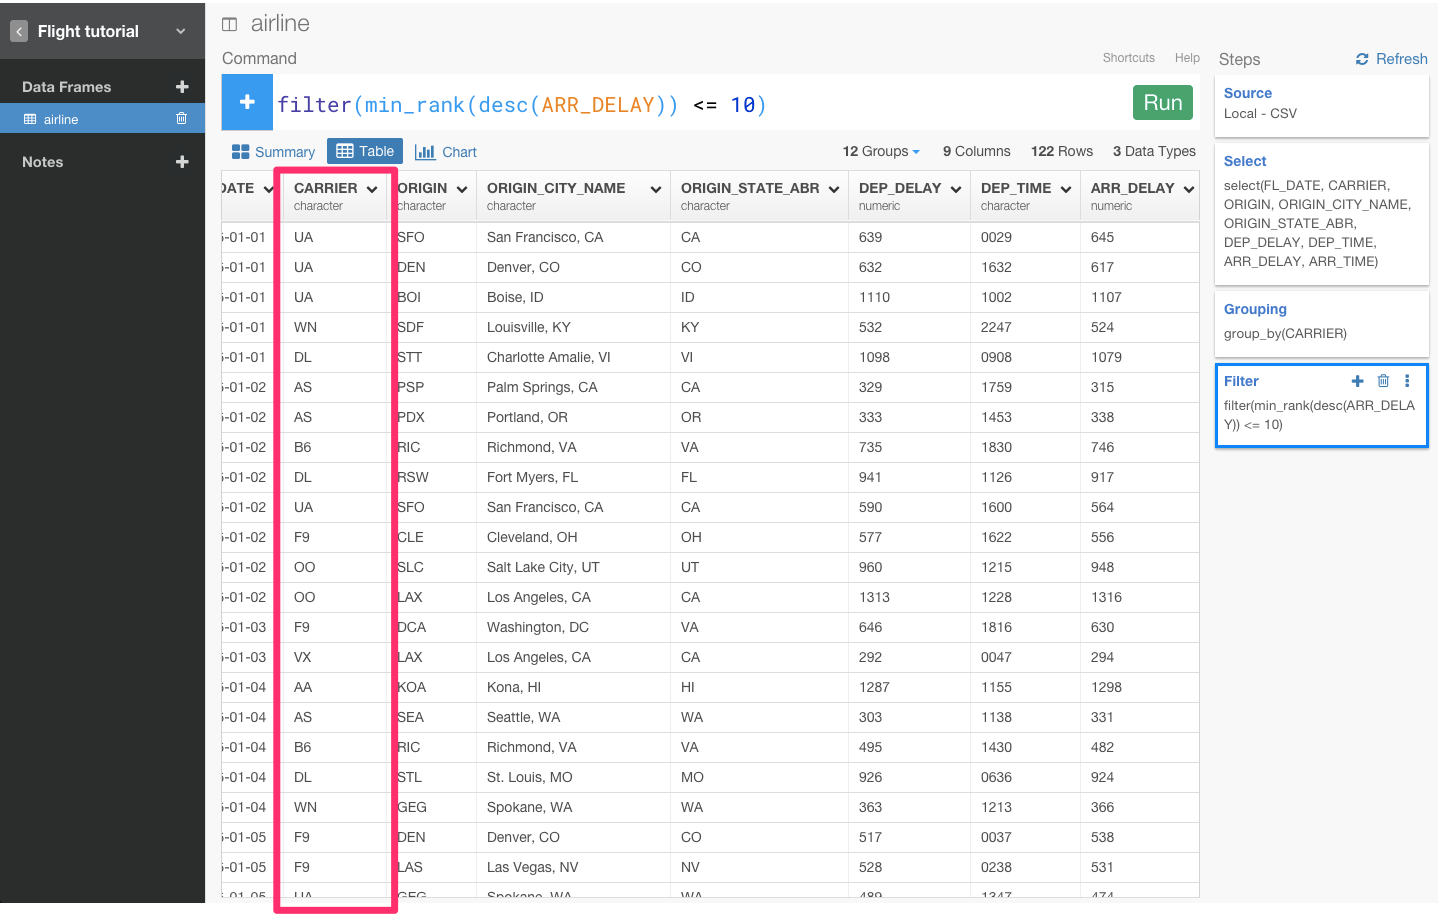 Flight tutorial
Data Frames
airline
Notes
airline
Command
Shortcuts Help
filter(min_rank(desc(ARR_DELAY)) <= 10)
Run
Summary Table Chart
12 Groups 9 Columns 122 Rows 3 Data Types
DATE CARRIER ORIGIN ORIGIN_CITY_NAME ORIGIN_STATE_ABR DEP_DELAY DEP_TIME ARR_DELAY
character character character character numeric character numeric
-01-01 UA SFO San Francisco, CA CA 639 0029 645
-01-01 UA DEN Denver, CO CO 632 1632 617
-01-01 UA BOI Boise, ID ID 1110 1002 1107
-01-01 WN SDF Louisville, KY KY 532 2247 524
-01-01 DL STT Charlotte Amalie, VI VI 1098 0908 1079
-01-02 AS PSP Palm Springs, CA CA 329 1759 315
-01-02 AS PDX Portland, OR OR 333 1453 338
-01-02 B6 RIC Richmond, VA VA 735 1830 746
-01-02 DL RSW Fort Myers, FL FL 941 1126 917
-01-02 UA SFO San Francisco, CA CA 590 1600 564
-01-02 F9 CLE Cleveland, OH OH 577 1622 556
-01-02 OO SLC Salt Lake City, UT UT 960 1215 948
-01-02 OO LAX Los Angeles, CA CA 1313 1228 1316
-01-03 F9 DCA Washington, DC VA 646 1816 630
-01-03 VX LAX Los Angeles, CA CA 292 0047 294
-01-04 AA KOA Kona, HI HI 1287 1155 1298
-01-04 AS SEA Seattle, WA WA 303 1138 331
-01-04 B6 RIC Richmond, VA VA 495 1430 482
-01-04 DL STL St. Louis, MO MO 926 0636 924
-01-04 WN GEG Spokane, WA WA 363 1213 366
-01-05 F9 DEN Denver, CO CO 517 0037 538
-01-05 F9 LAS Las Vegas, NV NV 528 0238 531
-01-05 UA GEG Spokane, WA WA 489 1347 474
Steps Refresh
Source
Local - CSV
Select
select(FL_DATE, CARRIER,
ORIGIN, ORIGIN_CITY_NAME,
ORIGIN_STATE_ABR,
DEP_DELAY, DEP_TIME,
ARR_DELAY, ARR_TIME)
Grouping
group_by(CARRIER)
Filter
filter(min_rank(desc(ARR_DELA
Y)) <= 10)